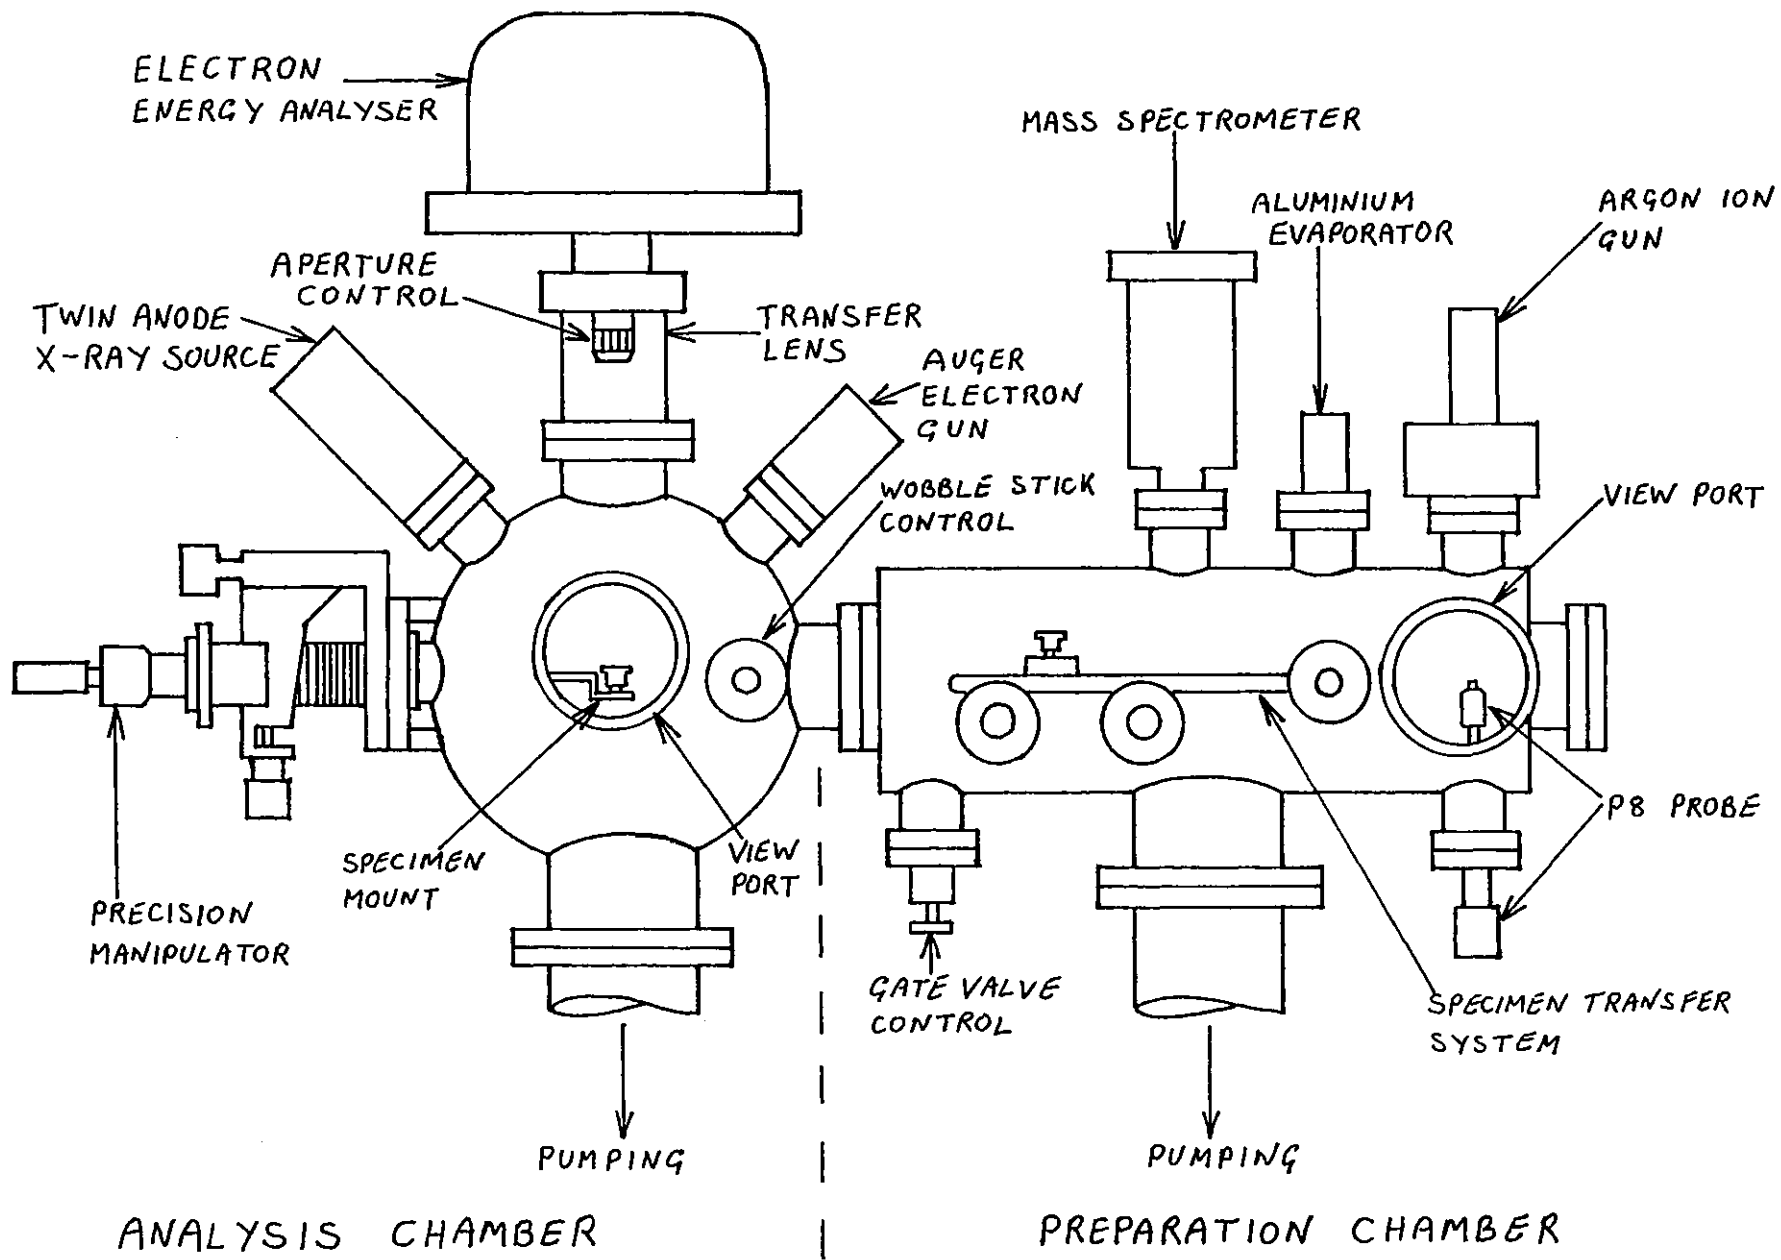 ELECTRON
ENERGY ANALYSER
MASS SPECTROMETER
ALUMINIUM
EVAPORATOR
ARGON ION
GUN
APERTURE
CONTROL
TWIN ANODE
X-RAY SOURCE
TRANSFER
LENS
AUGER
ELECTRON
GUN
WOBBLE STICK
CONTROL
VIEW PORT
SPECIMEN
MOUNT
VIEW
PORT
P8 PROBE
PRECISION
MANIPULATOR
GATE VALVE
CONTROL
SPECIMEN TRANSFER
SYSTEM
PUMPING
PUMPING
ANALYSIS CHAMBER
PREPARATION CHAMBER